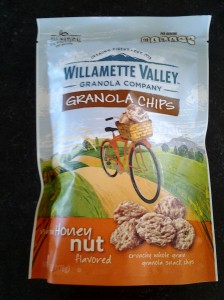 WILLAMETTE VALLEY
GRANOLA COMPANY
GRANOLA CHIPS
Honey
nut
flavored
crunchy whole grain
granola snack chips